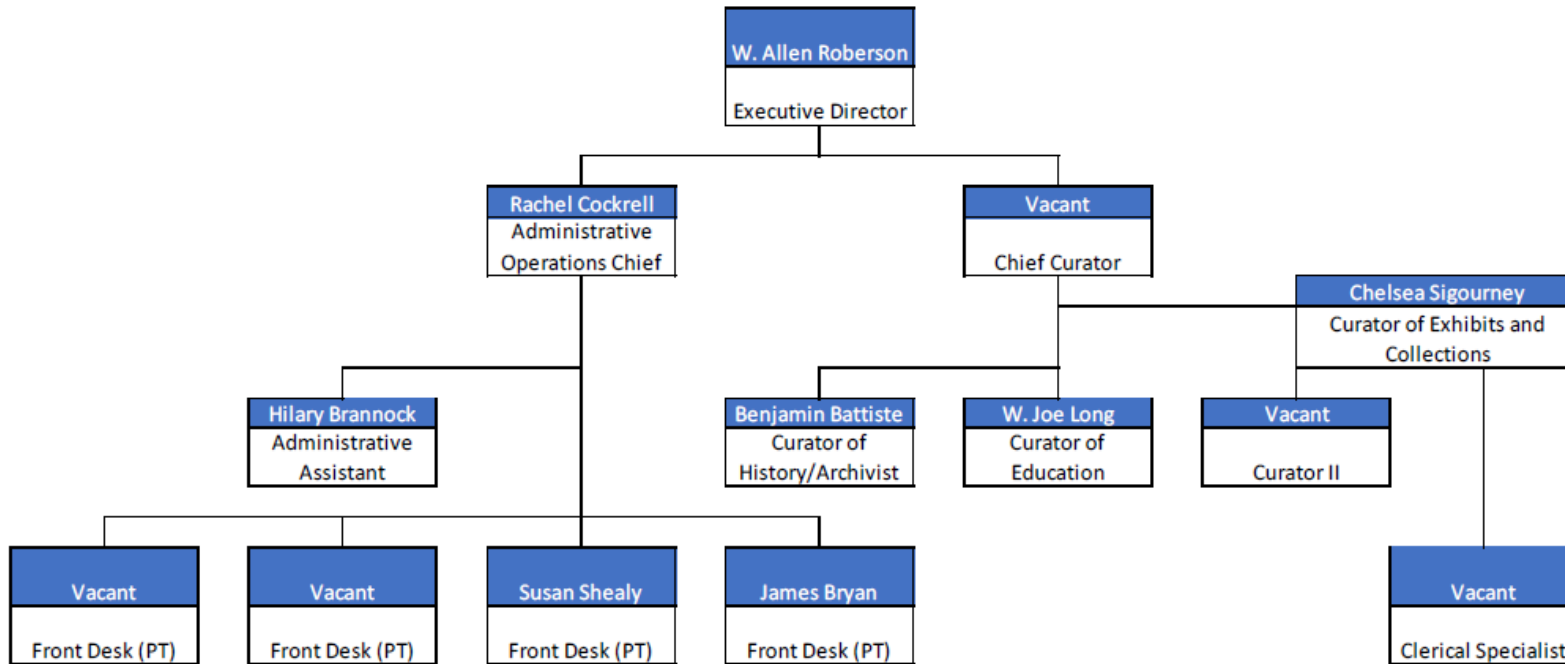 W. Allen Roberson
Executive Director
Rachel Cockrell
Administrative
Operations Chief
Vacant
Chief Curator
Chelsea Sigourney
Curator of Exhibits and
Collections
Hilary Brannock
Administrative
Assistant
Benjamin Battiste
Curator of
History/Archivist
W. Joe Long
Curator of
Education
Vacant
Curator II
Vacant
Front Desk (PT)
Vacant
Front Desk (PT)
Susan Shealy
Front Desk (PT)
James Bryan
Front Desk (PT)
Vacant
Clerical Specialist